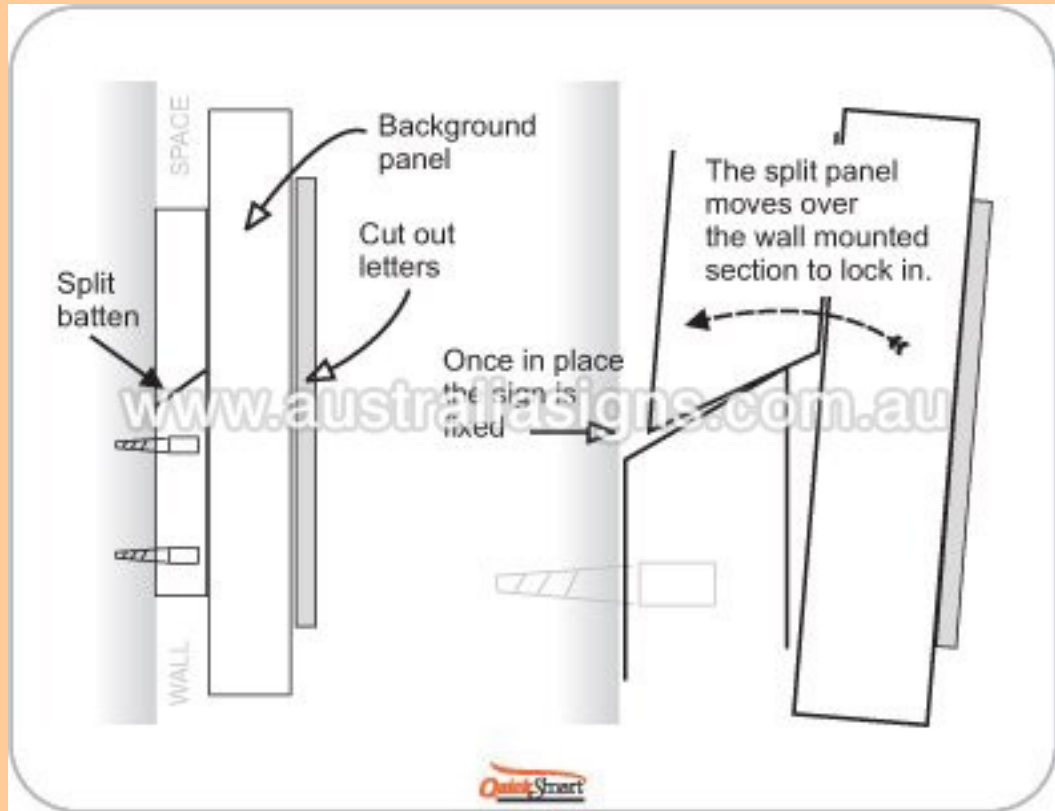 SPACE
Background
panel
Cut out
letters
Split
batten
WALL
The split panel
moves over
the wall mounted
section to lock in.
Once in place
the sign is
fixed
www.australiasigns.com.au
QuickSmart